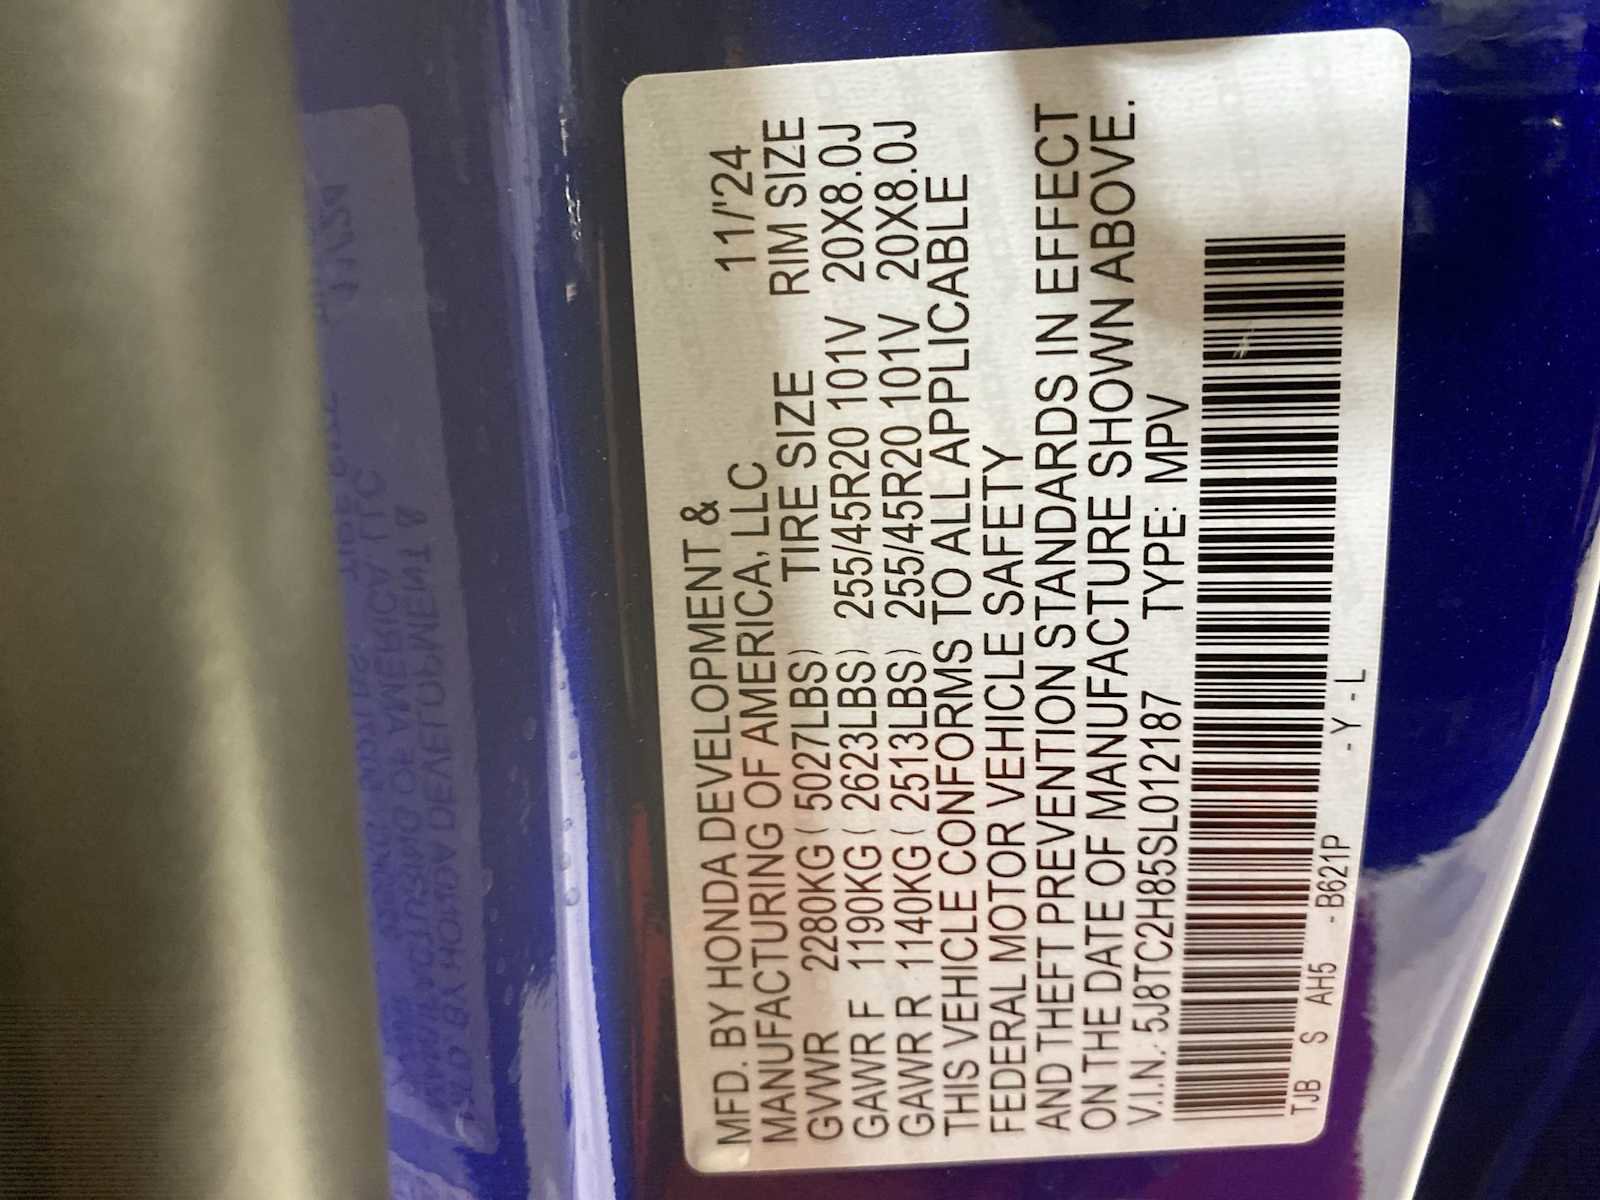 MFD. BY HONDA DEVELOPMENT &
MANUFACTURING OF AMERICA, LLC 11/'24
GVWR TIRE SIZE RIM SIZE
2280KG (5027LBS)
GAWR F 1190KG (2623LBS) 255/45R20 101V 20X8.0J
GAWR R 1140KG (2513LBS) 255/45R20 101V 20X8.0J
THIS VEHICLE CONFORMS TO ALL APPLICABLE
FEDERAL MOTOR VEHICLE SAFETY
AND THEFT PREVENTION STANDARDS IN EFFECT
ON THE DATE OF MANUFACTURE SHOWN ABOVE.
V.I.N.: 5J8TC2H85SL012187 TYPE: MPV
TJB S AH5 -B621P -Y-L